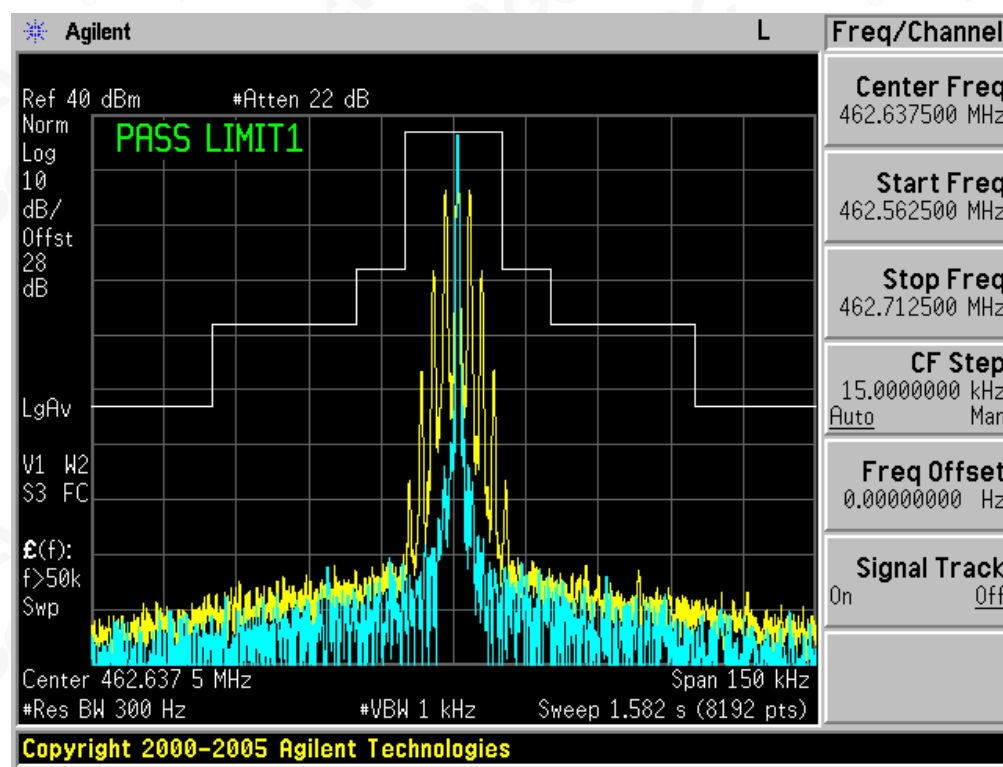 Agilent L
Freq/Channel
Ref 40 dBm #Atten 22 dB
Norm
Log
10
dB/
Offst
28
dB
LgAv
V1 W2
S3 FC
£(f):
f>50k
Swp
PASS LIMIT1
Center 462.637 5 MHz Span 150 kHz
#Res BW 300 Hz #VBW 1 kHz Sweep 1.582 s (8192 pts)
Copyright 2000-2005 Agilent Technologies
Center Freq
462.637500 MHz
Start Freq
462.562500 MHz
Stop Freq
462.712500 MHz
CF Step
15.0000000 kHz
Auto Man
Freq Offset
0.00000000 Hz
Signal Track
On Off